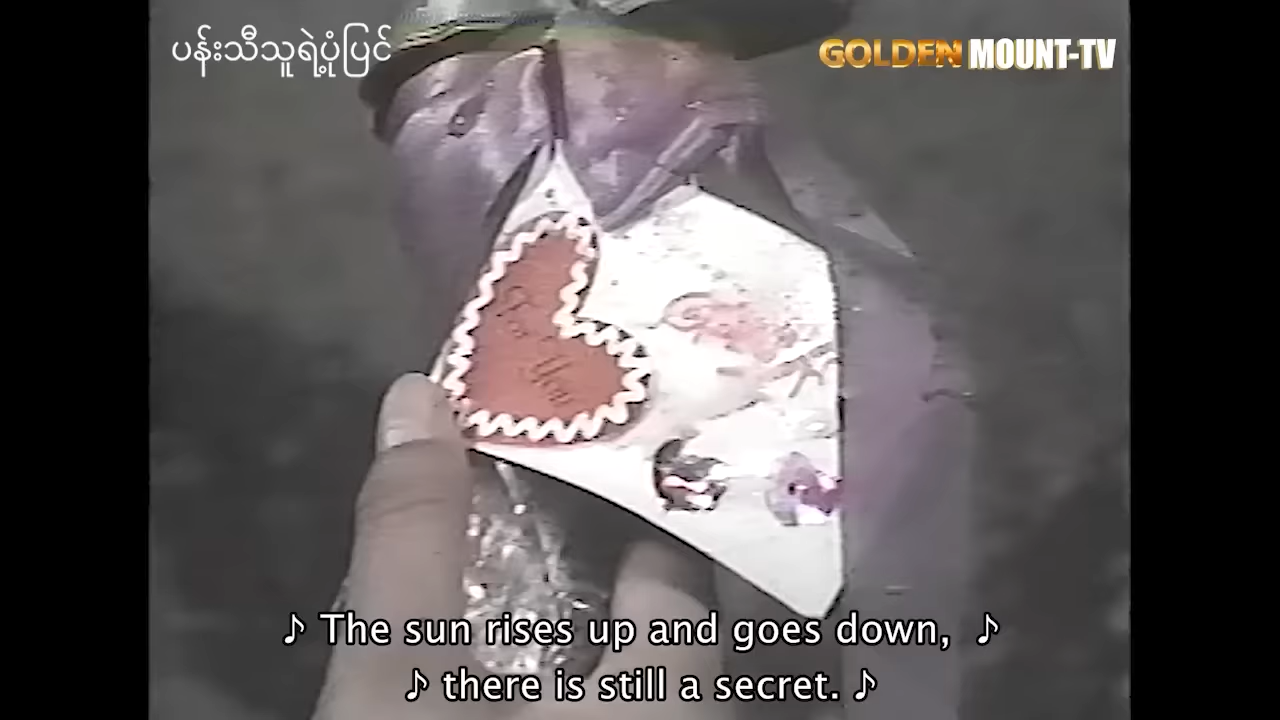 ပန်းသီသူရဲ့ပုံပြင်
GOLDEN MOUNT-TV
♪ The sun rises up and goes down, ♪
♪ there is still a secret. ♪